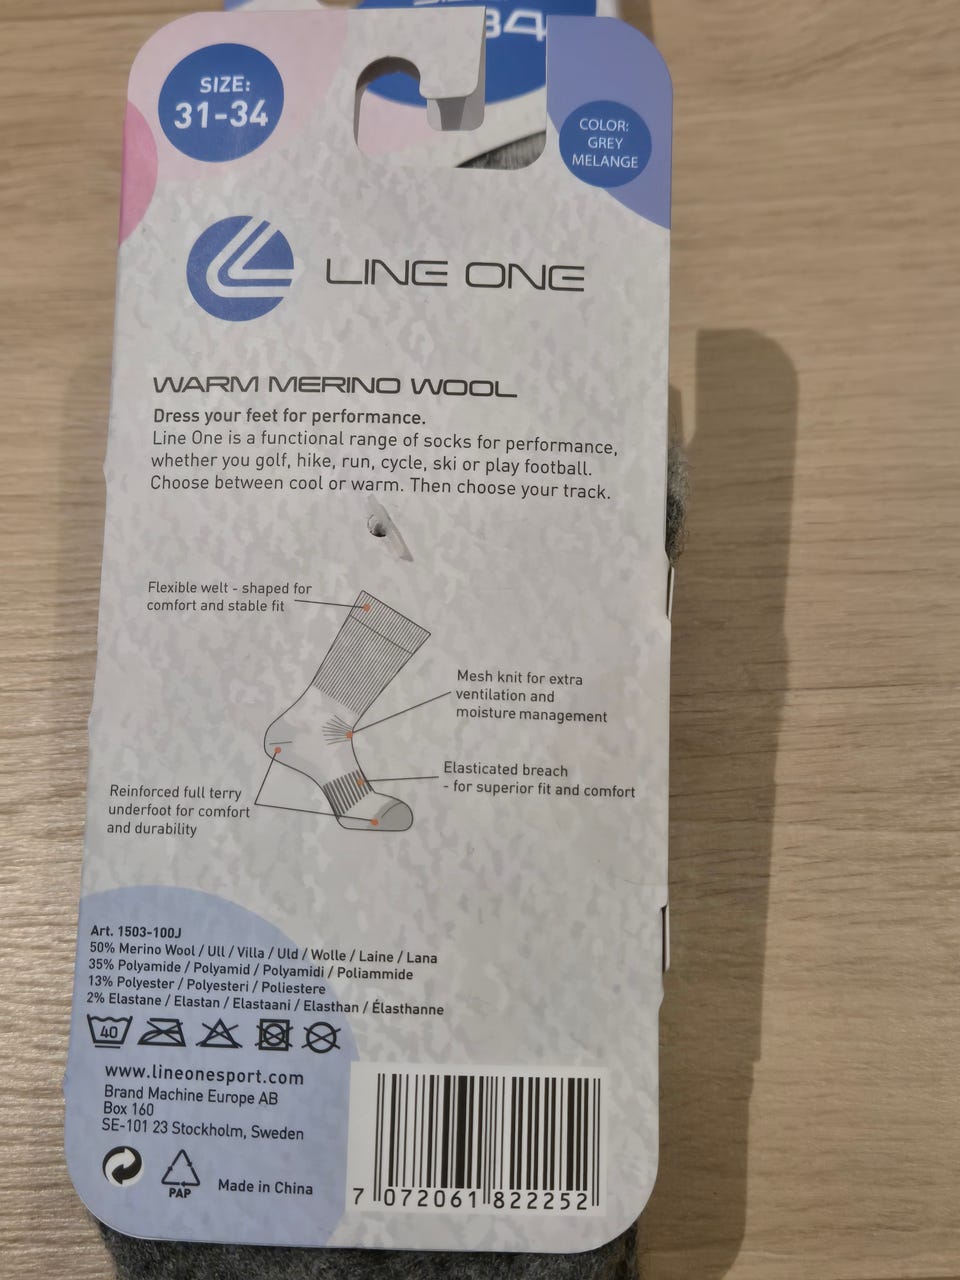 34
SIZE:
31-34
COLOR:
GREY
MELANGE
LINE ONE
WARM MERINO WOOL
Dress your feet for performance.
Line One is a functional range of socks for performance,
whether you golf, hike, run, cycle, ski or play football.
Choose between cool or warm. Then choose your track.
Flexible welt - shaped for
comfort and stable fit
Mesh knit for extra
ventilation and
moisture management
Elasticated breach
- for superior fit and comfort
Reinforced full terry
underfoot for comfort
and durability
Art. 1503-100J
50% Merino Wool / Ull / Villa / Uld / Wolle / Laine / Lana
35% Polyamide / Polyamid / Polyamidi / Poliammide
13% Polyester / Polyesteri / Poliestere
2% Elastane / Elastan / Elastaani / Elasthan / Élasthanne
40
www.lineonesport.com
Brand Machine Europe AB
Box 160
SE-101 23 Stockholm, Sweden
PAP
Made in China
7 072061 822252